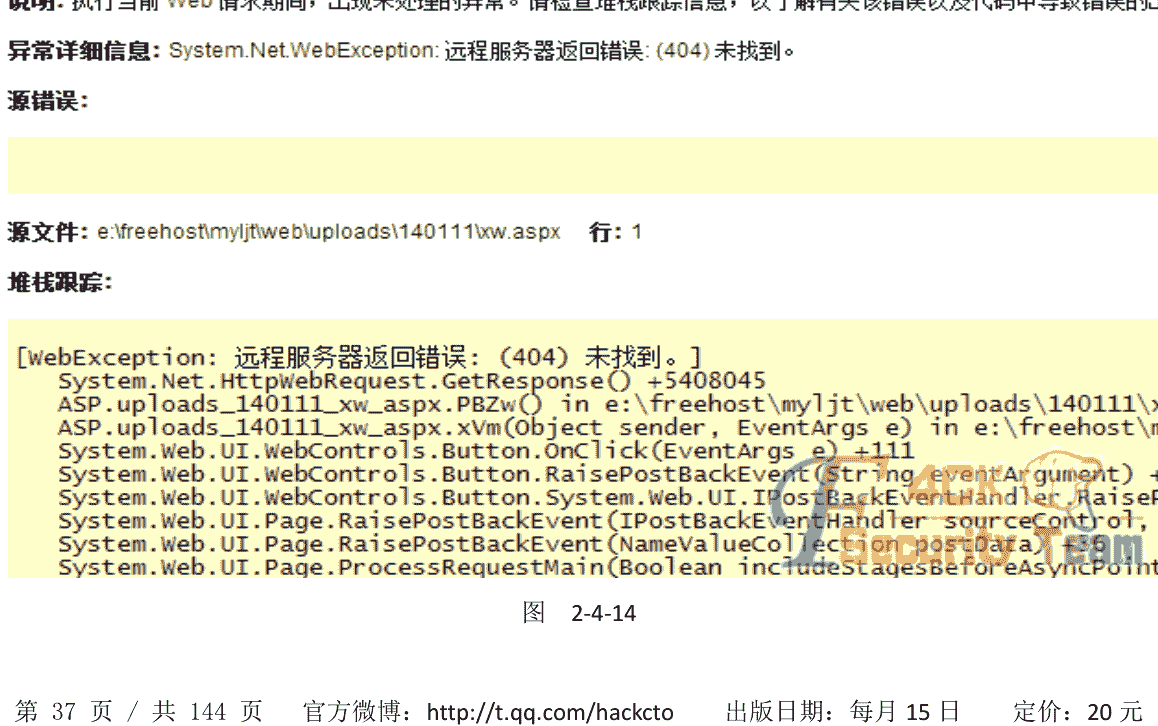 说明: 执行当前 Web 请求期间，出现未处理的异常。请检查堆栈跟踪信息，以了解有关该错误以及代码中导致错误的出
异常详细信息: System.Net.WebException: 远程服务器返回错误: (404) 未找到。
源错误:
源文件: e:\freehost\myljt\web\uploads\140111\xw.aspx 行: 1
堆栈跟踪:
[WebException: 远程服务器返回错误: (404) 未找到。]
System.Net.HttpWebRequest.GetResponse() +5408045
ASP.uploads_140111_xw_aspx.PBZw() in e:\freehost\myljt\web\uploads\140111\x
ASP.uploads_140111_xw_aspx.xVm(Object sender, EventArgs e) in e:\freehost\m
System.Web.UI.WebControls.Button.OnClick(EventArgs e) +111
System.Web.UI.WebControls.Button.RaisePostBackEvent(String eventArgument) +
System.Web.UI.WebControls.Button.System.Web.UI.IPostBackEventHandler.RaiseP
System.Web.UI.Page.RaisePostBackEvent(IPostBackEventHandler sourceControl,
System.Web.UI.Page.RaisePostBackEvent(NameValueCollection postData) +36
System.Web.UI.Page.ProcessRequestMain(Boolean includeStagesBeforeAsyncPoint
F4ck
Security Team
图 2-4-14
第 37 页 / 共 144 页 官方微博：http://t.qq.com/hackcto 出版日期：每月 15 日 定价：20 元